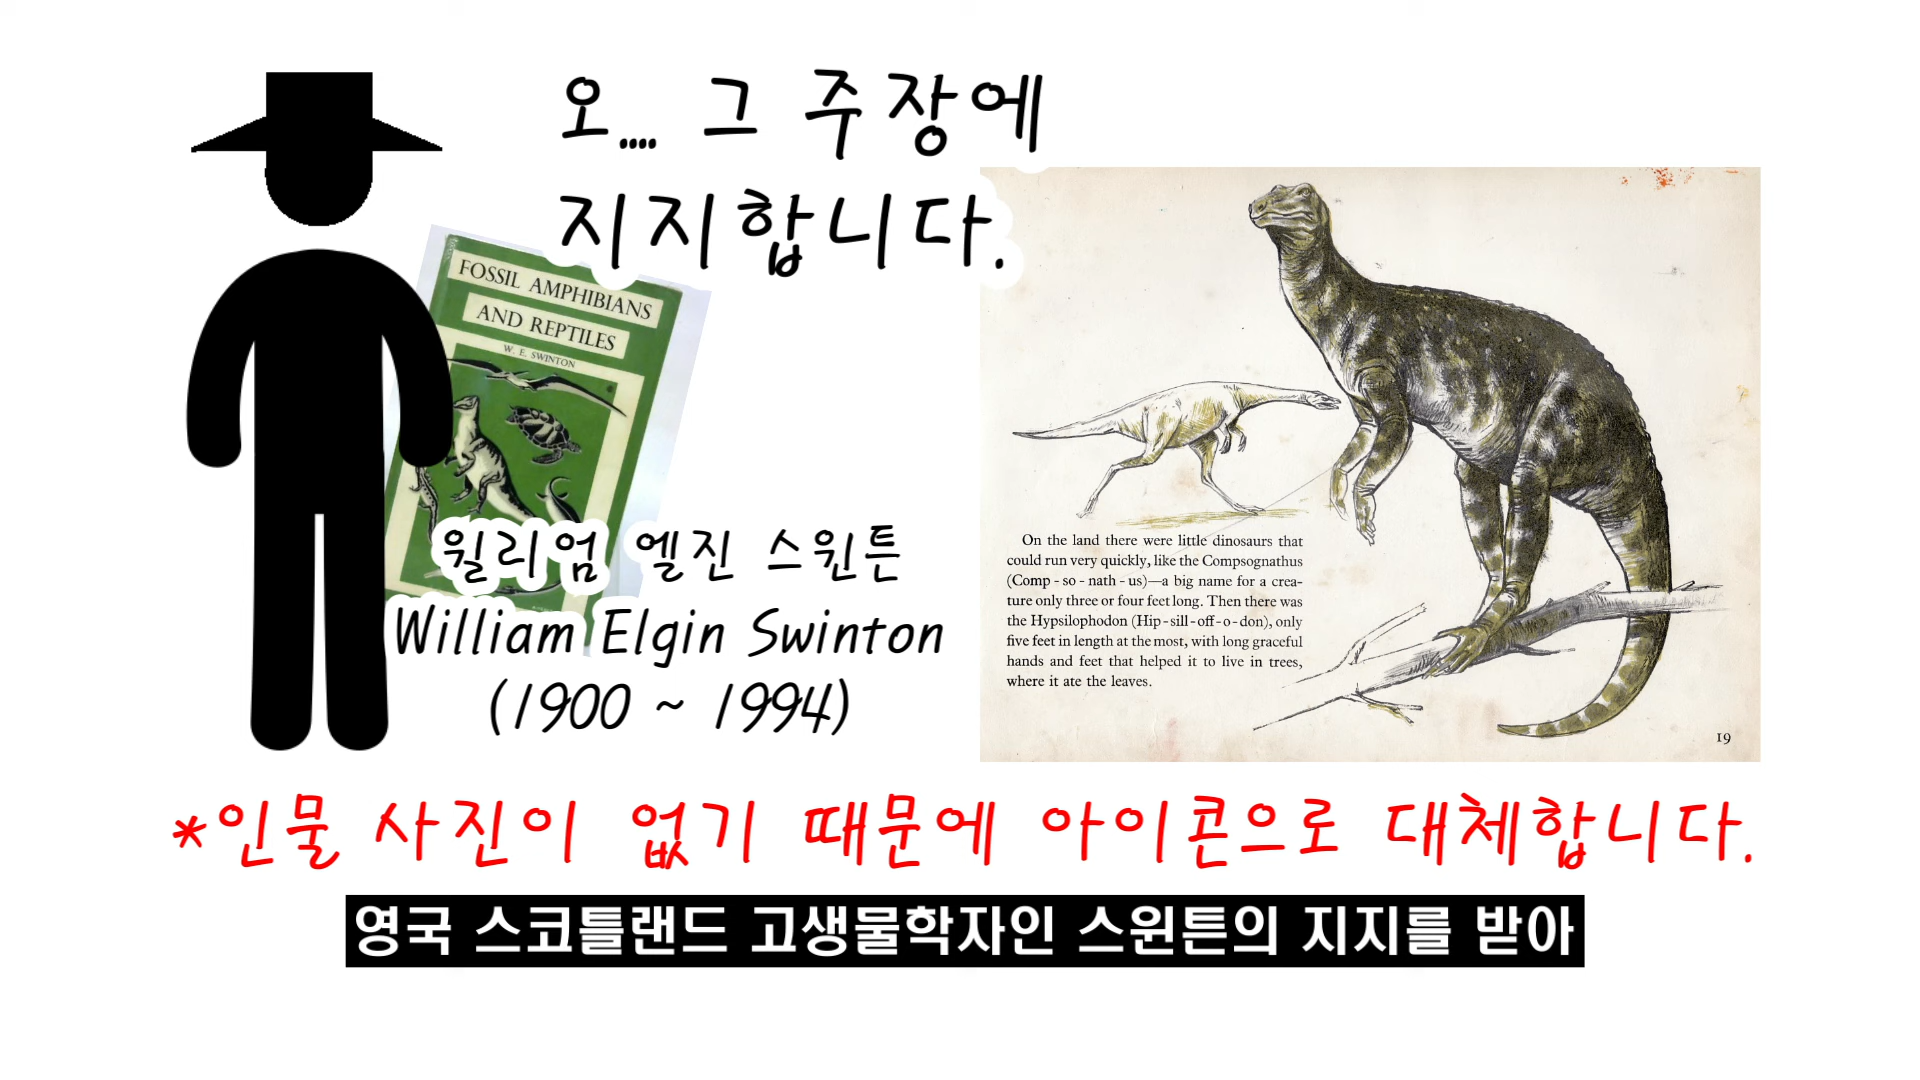 오.... 그 주장에
지지합니다.
FOSSIL AMPHIBIANS
AND REPTILES
W. E. SWINTON
윌리엄 엘진 스윈튼
William Elgin Swinton
(1900 ~ 1994)
On the land there were little dinosaurs that
could run very quickly, like the Compsognathus
(Comp - so - nath - us)—a big name for a crea-
ture only three or four feet long. Then there was
the Hypsilophodon (Hip - sill - off - o - don), only
five feet in length at the most, with long graceful
hands and feet that helped it to live in trees,
where it ate the leaves.
19
*인물 사진이 없기 때문에 아이콘으로 대체합니다.
영국 스코틀랜드 고생물학자인 스윈튼의 지지를 받아